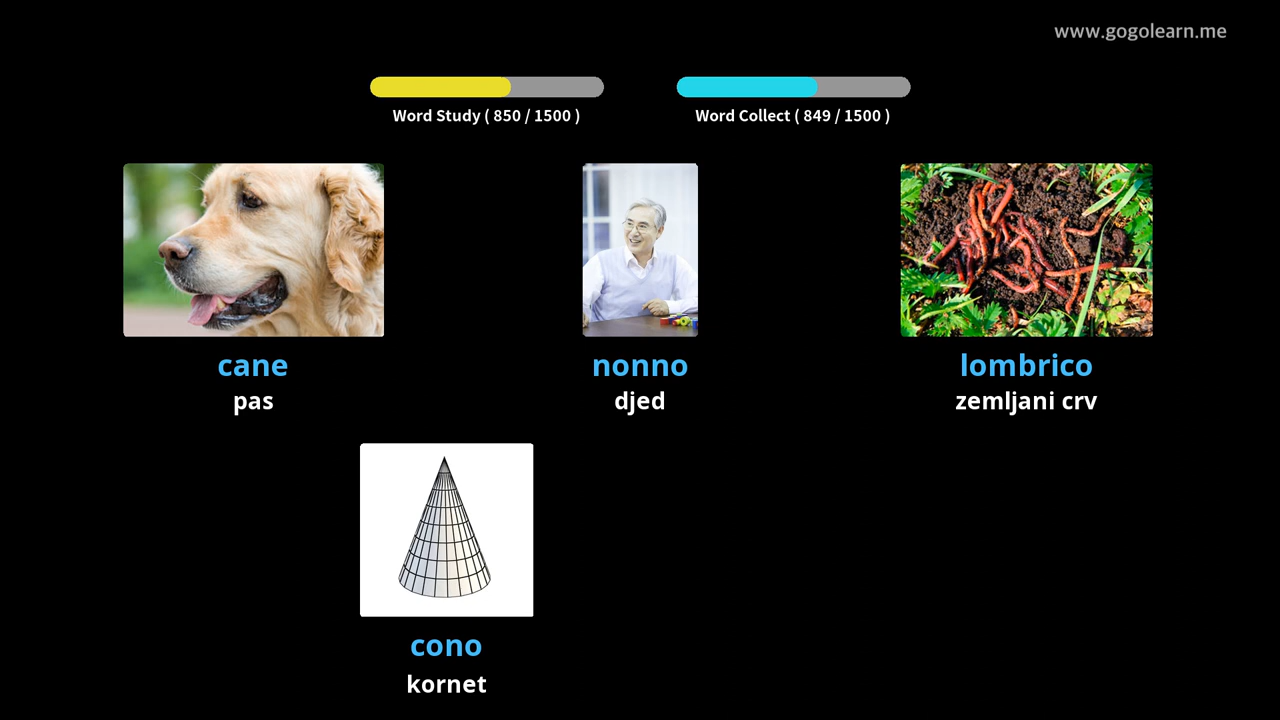 www.gogolearn.me
Word Study ( 850 / 1500 )
Word Collect ( 849 / 1500 )
cane
pas
nonno
djed
lombrico
zemljani crv
cono
kornet